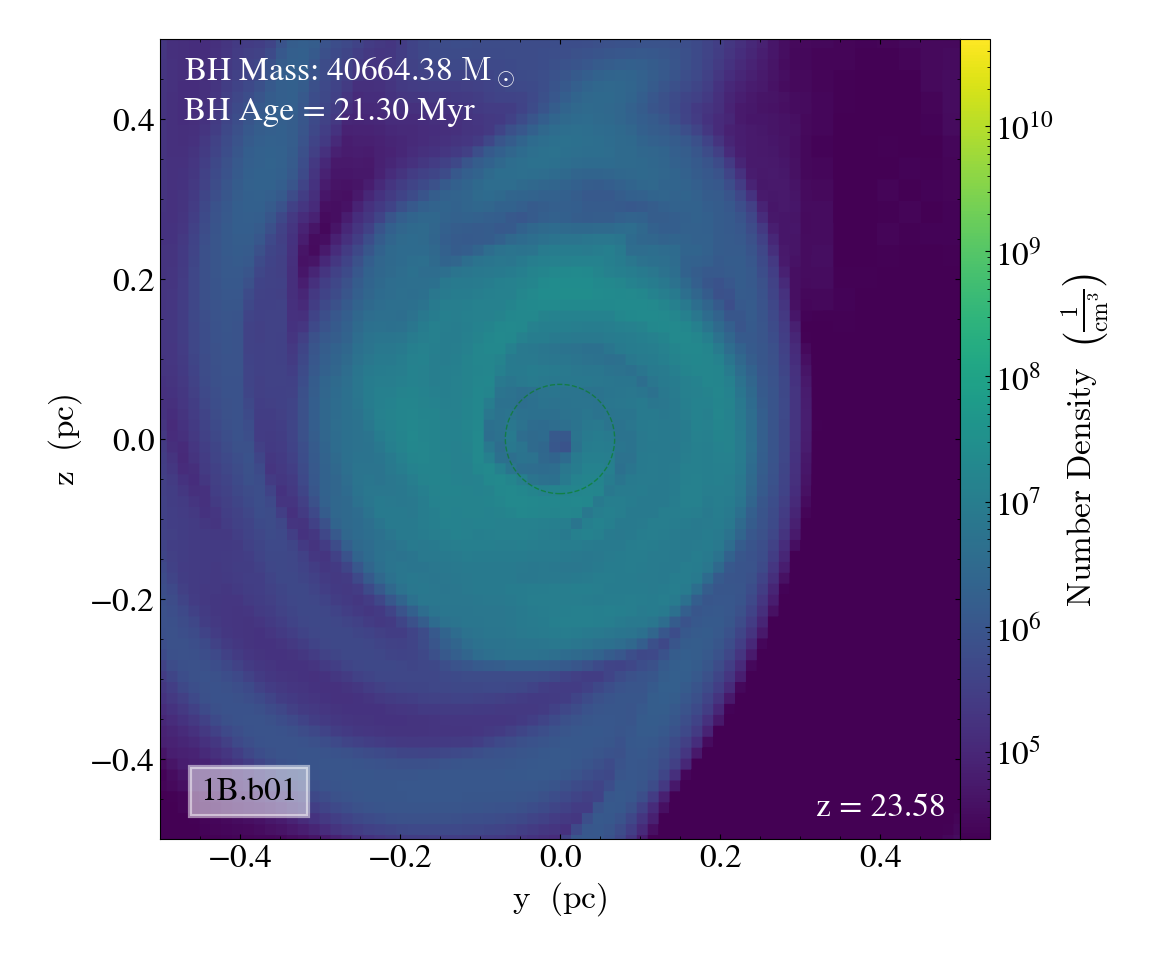 BH Mass: 40664.38 M⊙
BH Age = 21.30 Myr
1B.b01
z = 23.58
z (pc)
0.4
0.2
0.0
−0.2
−0.4
−0.4 −0.2 0.0 0.2 0.4
y (pc)
10¹⁰
10⁹
10⁸
10⁷
10⁶
10⁵
Number Density (1/cm³)